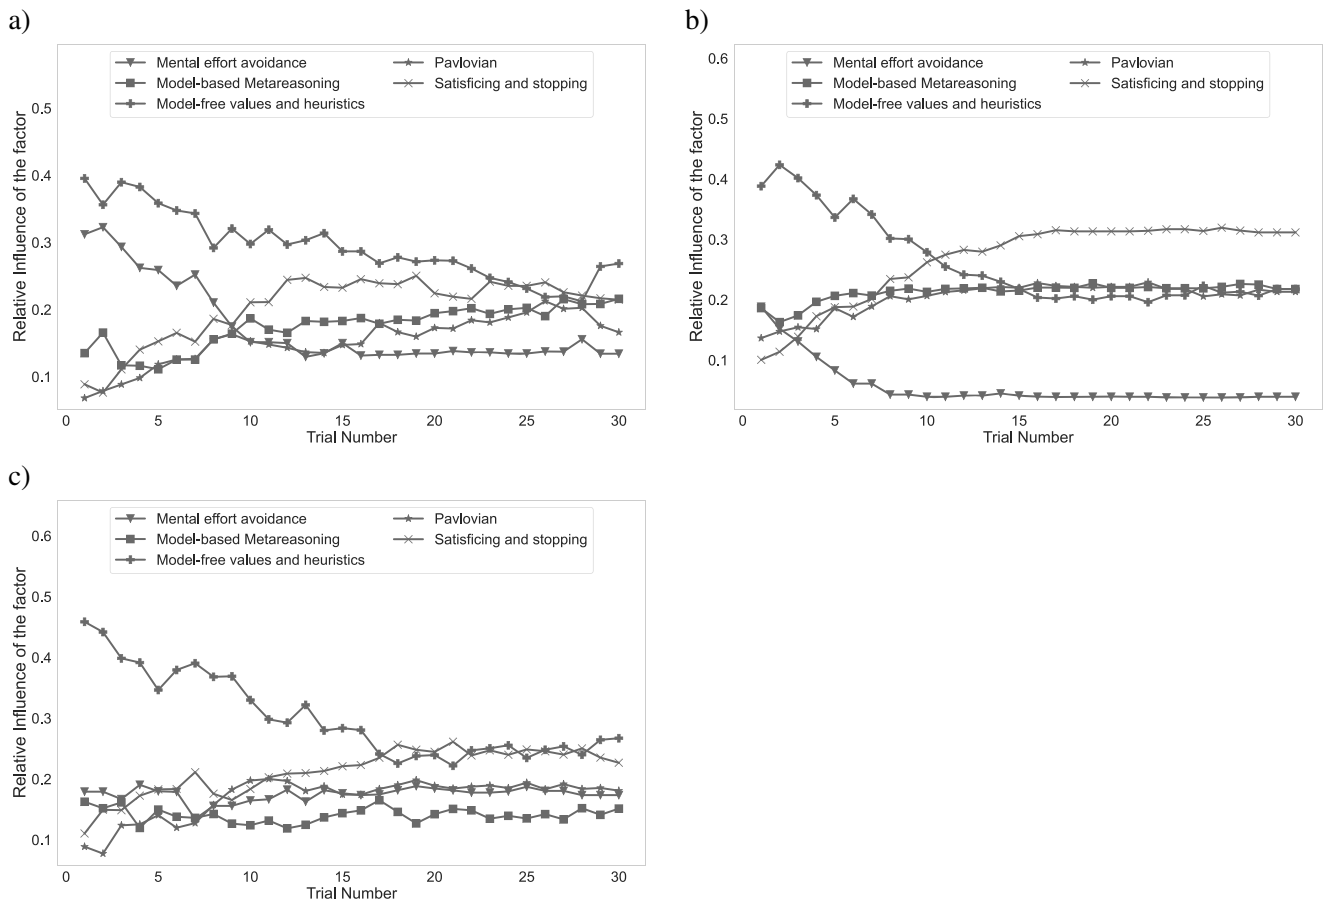 a)
Mental effort avoidance
Model-based Metareasoning
Model-free values and heuristics
Pavlovian
Satisficing and stopping
Relative Influence of the factor
0.5
0.4
0.3
0.2
0.1
0 5 10 15 20 25 30
Trial Number
b)
Mental effort avoidance
Model-based Metareasoning
Model-free values and heuristics
Pavlovian
Satisficing and stopping
Relative Influence of the factor
0.6
0.5
0.4
0.3
0.2
0.1
0 5 10 15 20 25 30
Trial Number
c)
Mental effort avoidance
Model-based Metareasoning
Model-free values and heuristics
Pavlovian
Satisficing and stopping
Relative Influence of the factor
0.6
0.5
0.4
0.3
0.2
0.1
0 5 10 15 20 25 30
Trial Number